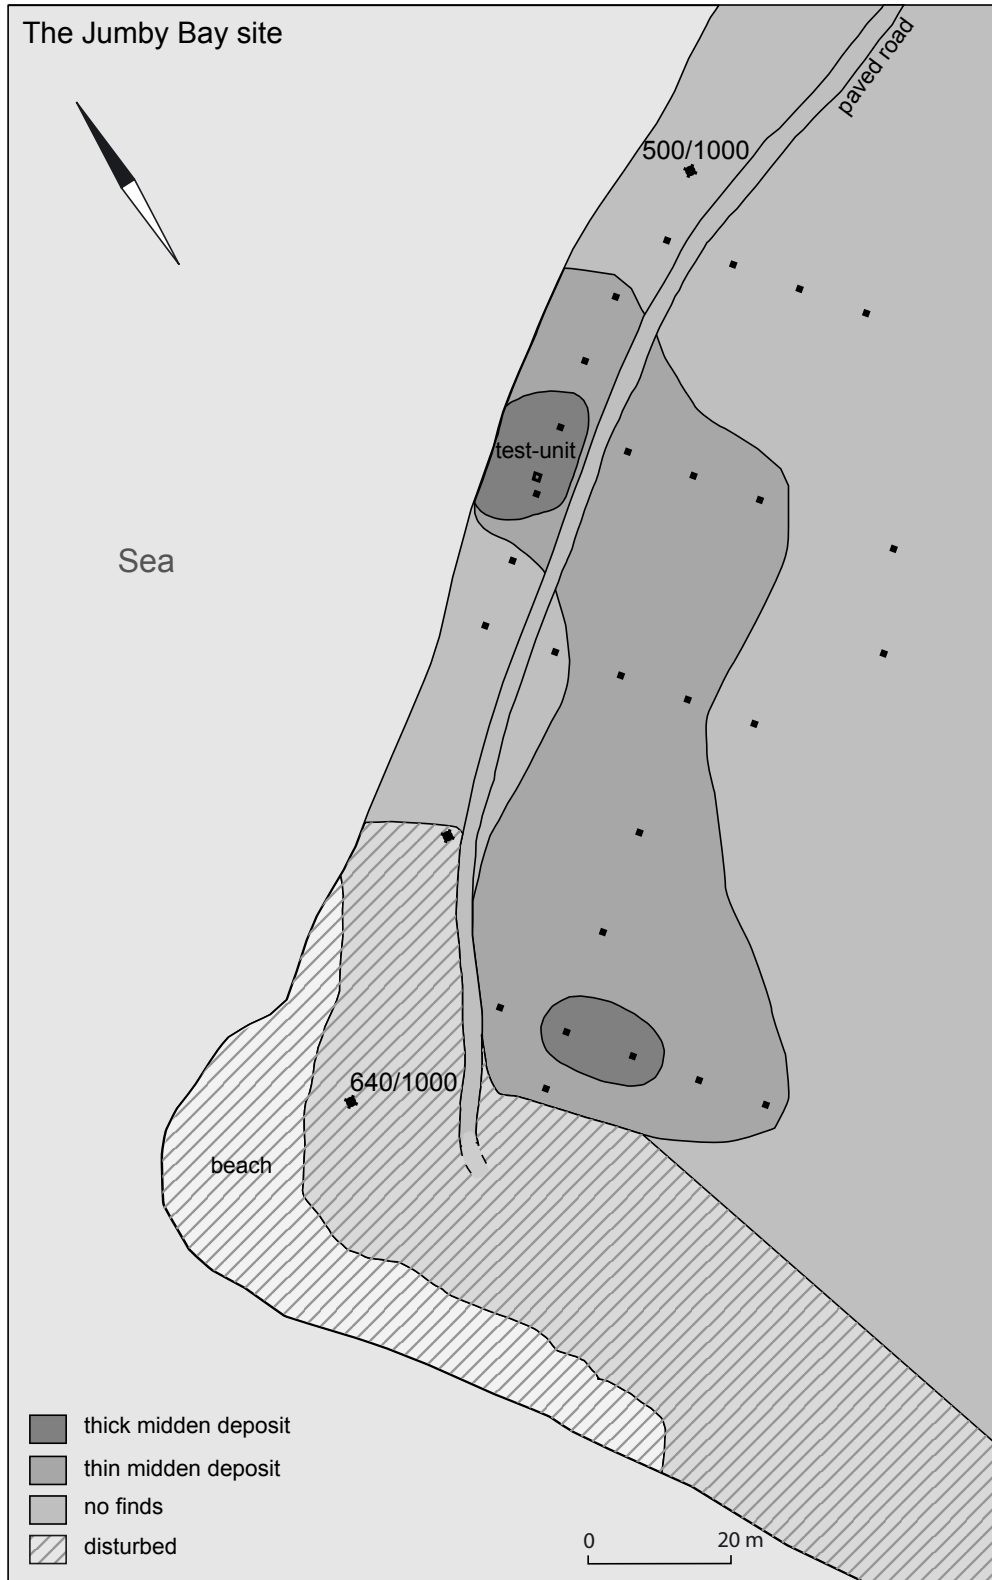 The Jumby Bay site
paved road
500/1000
test-unit
Sea
640/1000
beach
thick midden deposit
thin midden deposit
no finds
disturbed
0 20 m